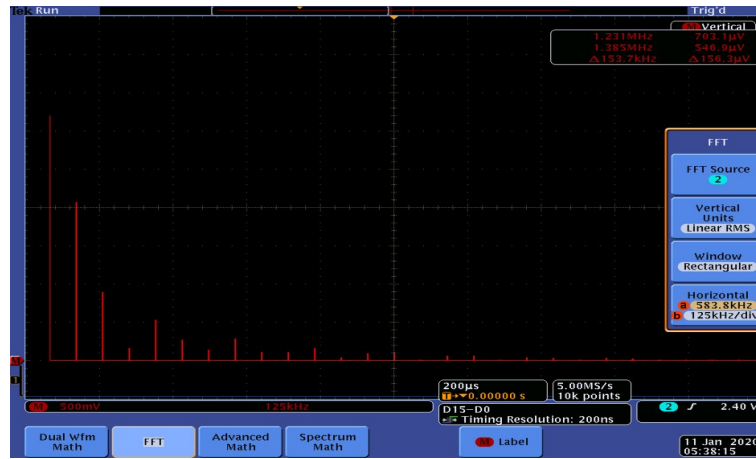 Tek Run
Trig'd
M Vertical
1.231MHz 703.1µV
1.385MHz 546.9µV
Δ153.7kHz Δ156.3µV
FFT
FFT Source
2
Vertical
Units
Linear RMS
Window
Rectangular
Horizontal
a 583.8kHz
b 125kHz/div
M
1
M 500mV 125kHz
200µs
T→▼0.00000 s
5.00MS/s
10k points
D15-D0
Timing Resolution: 200ns
2 ∫ 2.40 V
Dual Wfm
Math
FFT
Advanced
Math
Spectrum
Math
M Label
11 Jan 2020
05:38:15